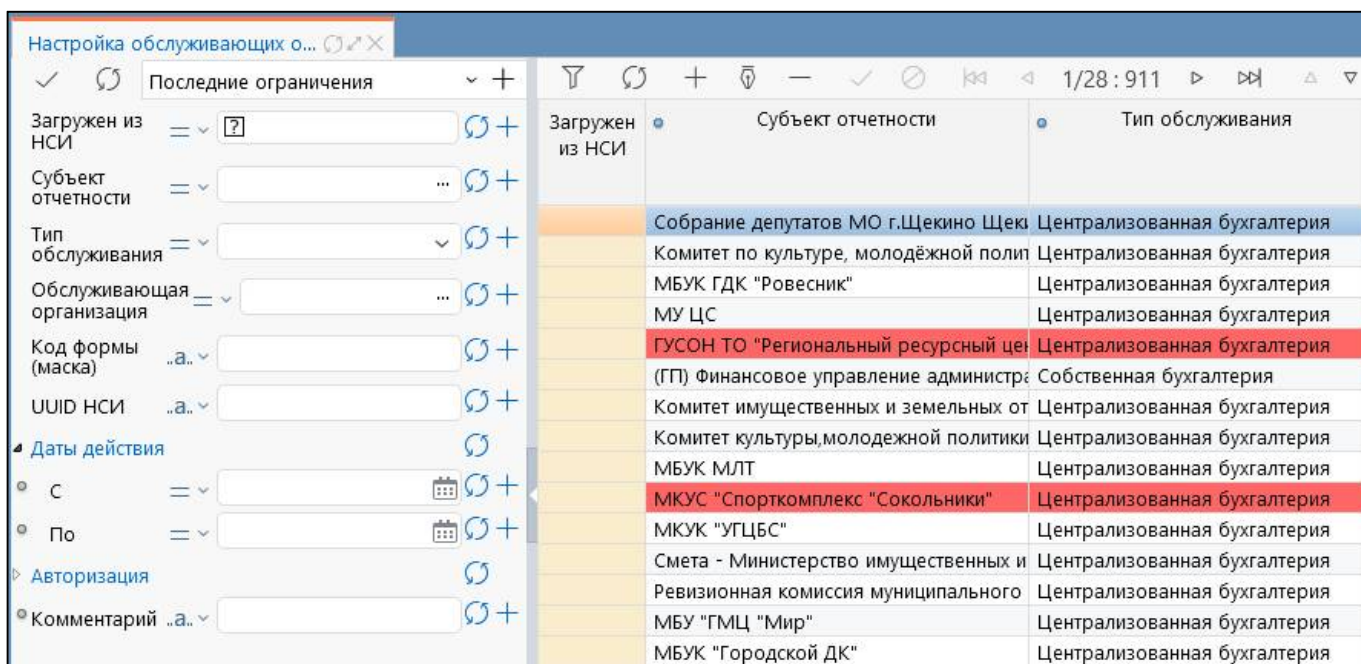 Настройка обслуживающих о...
Последние ограничения
Загружен из
НСИ
=
?
Субъект
отчетности
=
...
Тип
обслуживания
=
Обслуживающая
организация
=
...
Код формы
(маска)
..a..
UUID НСИ
..a..
Даты действия
С
=
По
=
Авторизация
Комментарий
..a..
1/28 : 911
Загружен
из НСИ
Субъект отчетности
Тип обслуживания
Собрание депутатов МО г.Щекино Щеки Централизованная бухгалтерия
Комитет по культуре, молодёжной полит Централизованная бухгалтерия
МБУК ГДК "Ровесник" Централизованная бухгалтерия
МУ ЦС Централизованная бухгалтерия
ГУСОН ТО "Региональный ресурсный цен Централизованная бухгалтерия
(ГП) Финансовое управление администра Собственная бухгалтерия
Комитет имущественных и земельных от Централизованная бухгалтерия
Комитет культуры,молодежной политики Централизованная бухгалтерия
МБУК МЛТ Централизованная бухгалтерия
МКУС "Спорткомплекс "Сокольники" Централизованная бухгалтерия
МКУК "УГЦБС" Централизованная бухгалтерия
Смета - Министерство имущественных и Централизованная бухгалтерия
Ревизионная комиссия муниципального Централизованная бухгалтерия
МБУ "ГМЦ "Мир" Централизованная бухгалтерия
МБУК "Городской ДК" Централизованная бухгалтерия